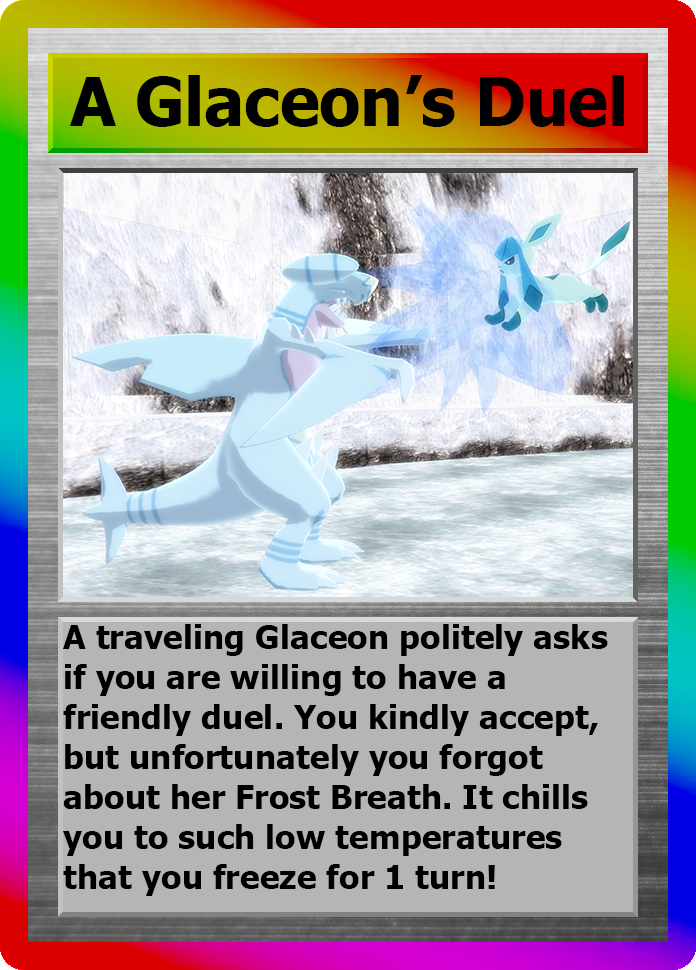 A Glaceon’s Duel
A traveling Glaceon politely asks
if you are willing to have a
friendly duel. You kindly accept,
but unfortunately you forgot
about her Frost Breath. It chills
you to such low temperatures
that you freeze for 1 turn!